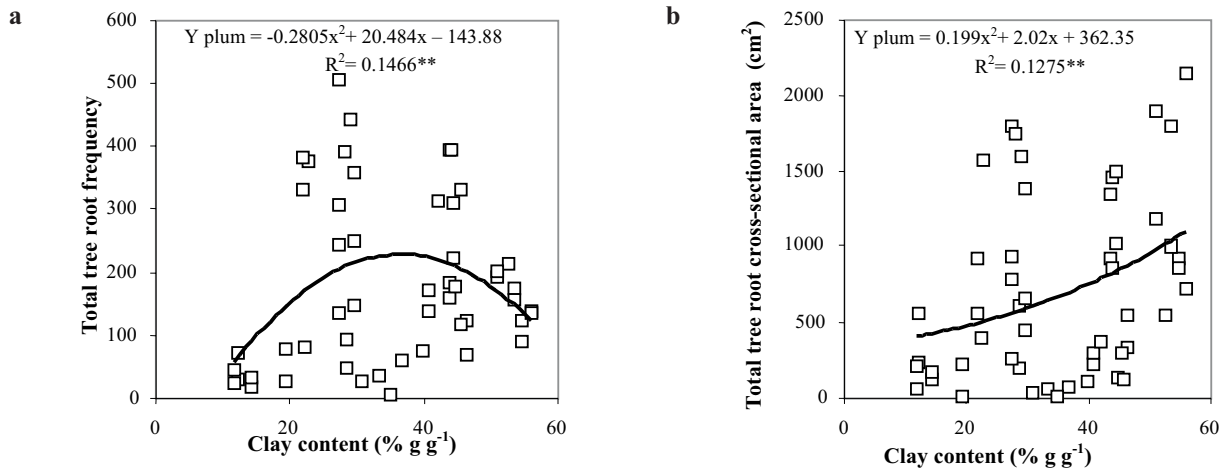 a
Y plum = -0.2805x²+ 20.484x – 143.88
R²= 0.1466**
Total tree root frequency
600
500
400
300
200
100
0
0
20
40
60
Clay content (% g g⁻¹)
b
Y plum = 0.199x²+ 2.02x + 362.35
R²= 0.1275**
Total tree root cross-sectional area (cm²)
2500
2000
1500
1000
500
0
0
20
40
60
Clay content (% g g⁻¹)